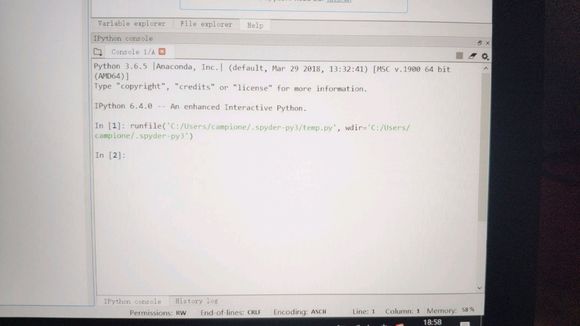 Variable explorer File explorer Help
IPython console
Console 1/A
Python 3.6.5 |Anaconda, Inc.| (default, Mar 29 2018, 13:32:41) [MSC v.1900 64 bit
(AMD64)]
Type "copyright", "credits" or "license" for more information.
IPython 6.4.0 -- An enhanced Interactive Python.
In [1]: runfile('C:/Users/campione/.spyder-py3/temp.py', wdir='C:/Users/
campione/.spyder-py3')
In [2]:
IPython console History log
Permissions: RW End-of-lines: CRLF Encoding: ASCII Line: 1 Column: 1 Memory: 58 %
18:58